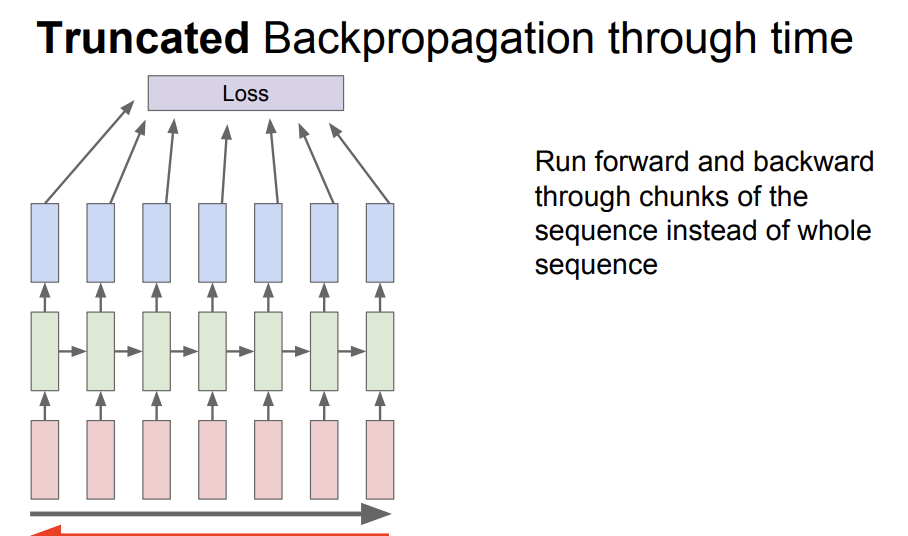 Truncated Backpropagation through time
Loss
Run forward and backward
through chunks of the
sequence instead of whole
sequence